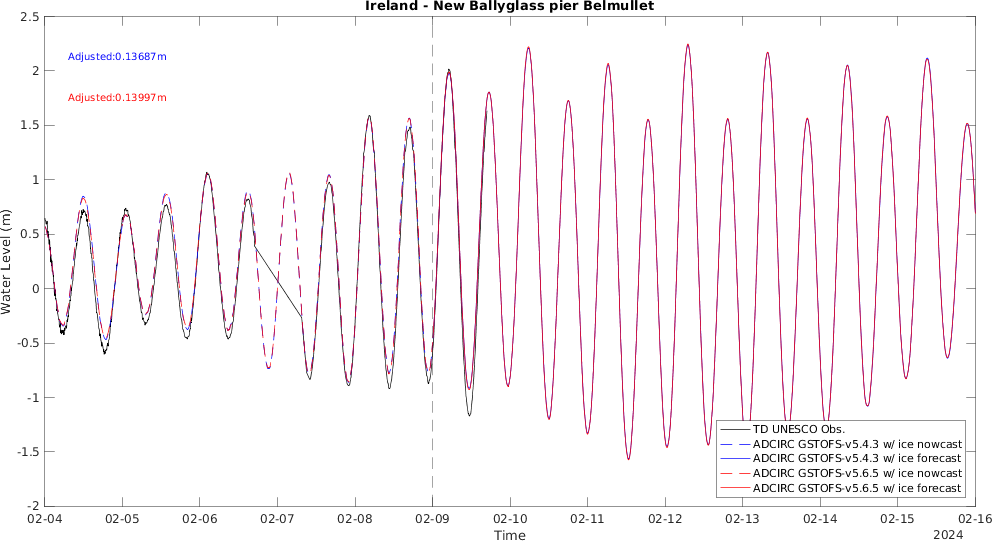 Ireland - New Ballyglass pier Belmullet
Adjusted:0.13687m
Adjusted:0.13997m
Water Level (m)
2.5
2
1.5
1
0.5
0
-0.5
-1
-1.5
-2
TD UNESCO Obs.
ADCIRC GSTOFS-v5.4.3 w/ ice nowcast
ADCIRC GSTOFS-v5.4.3 w/ ice forecast
ADCIRC GSTOFS-v5.6.5 w/ ice nowcast
ADCIRC GSTOFS-v5.6.5 w/ ice forecast
02-04 02-05 02-06 02-07 02-08 02-09 02-10 02-11 02-12 02-13 02-14 02-15 02-16
Time
2024